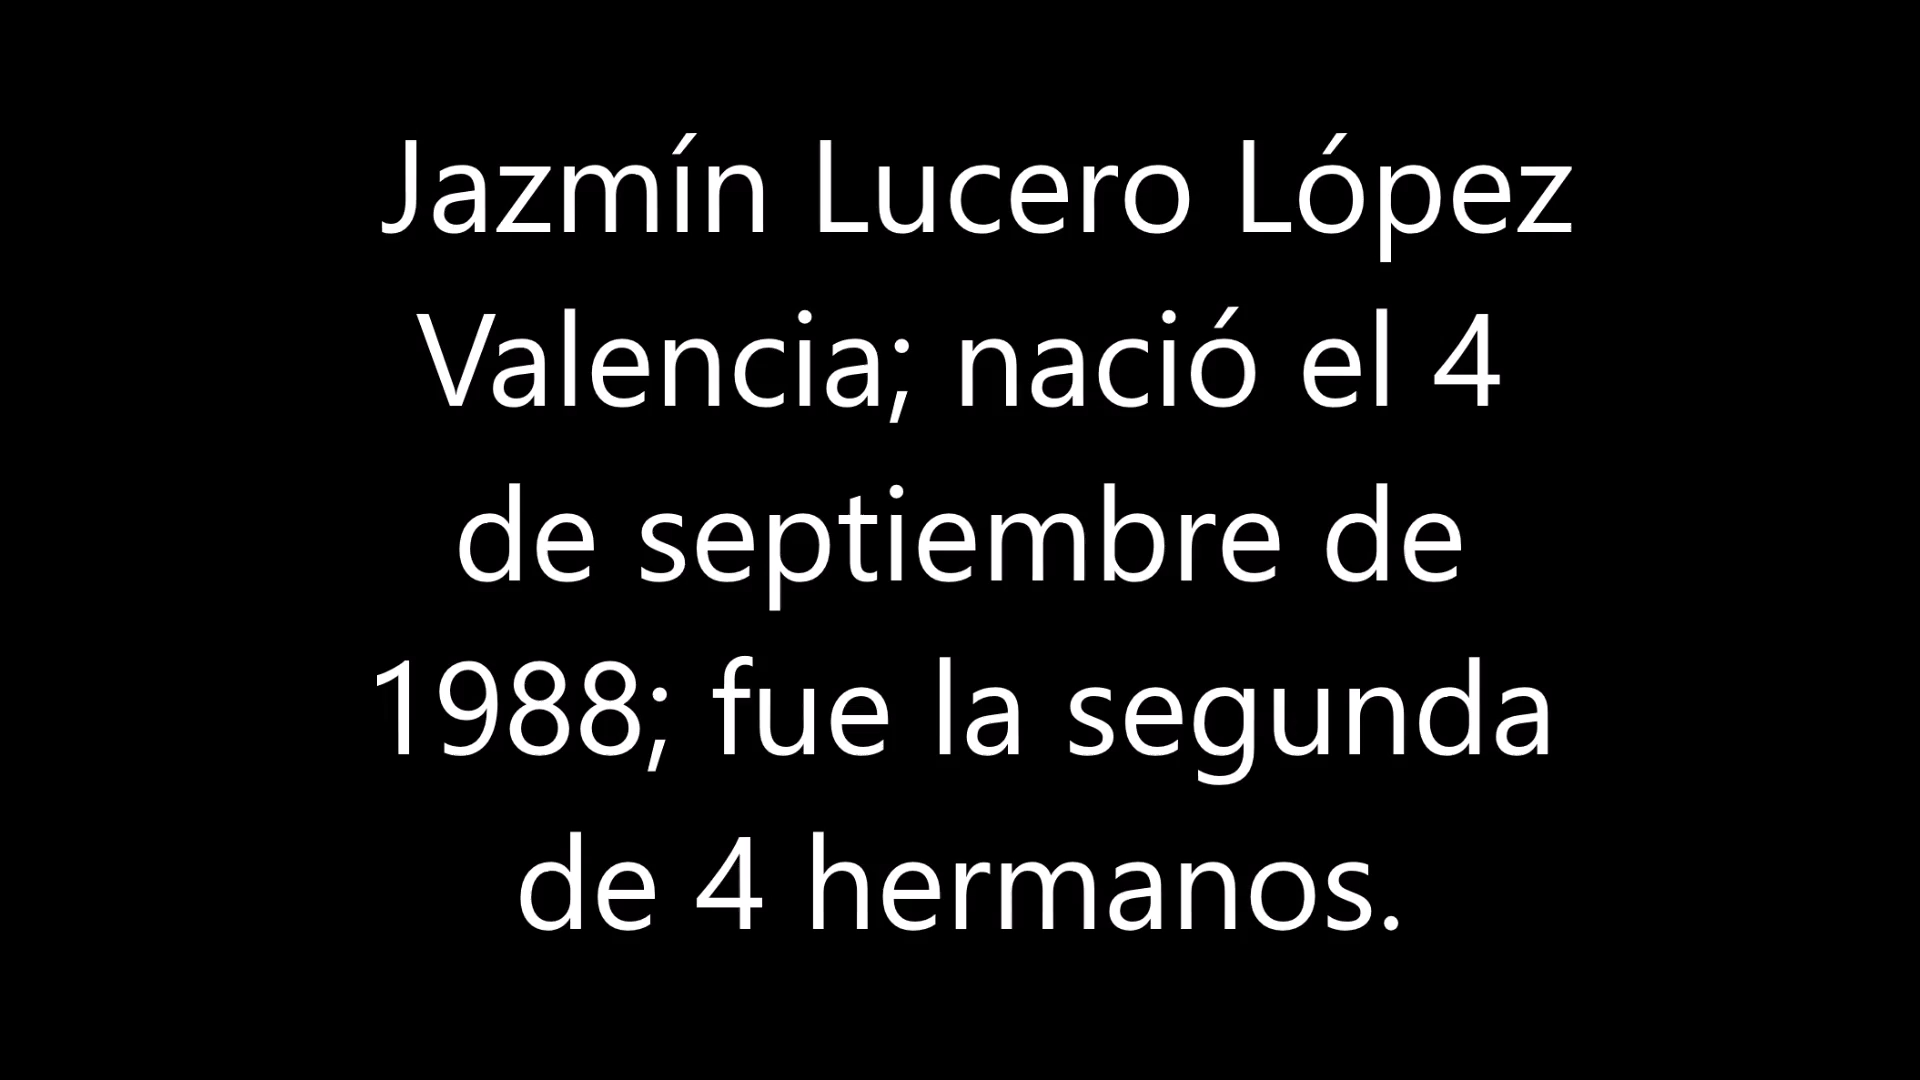 Jazmín Lucero López
Valencia; nació el 4
de septiembre de
1988; fue la segunda
de 4 hermanos.